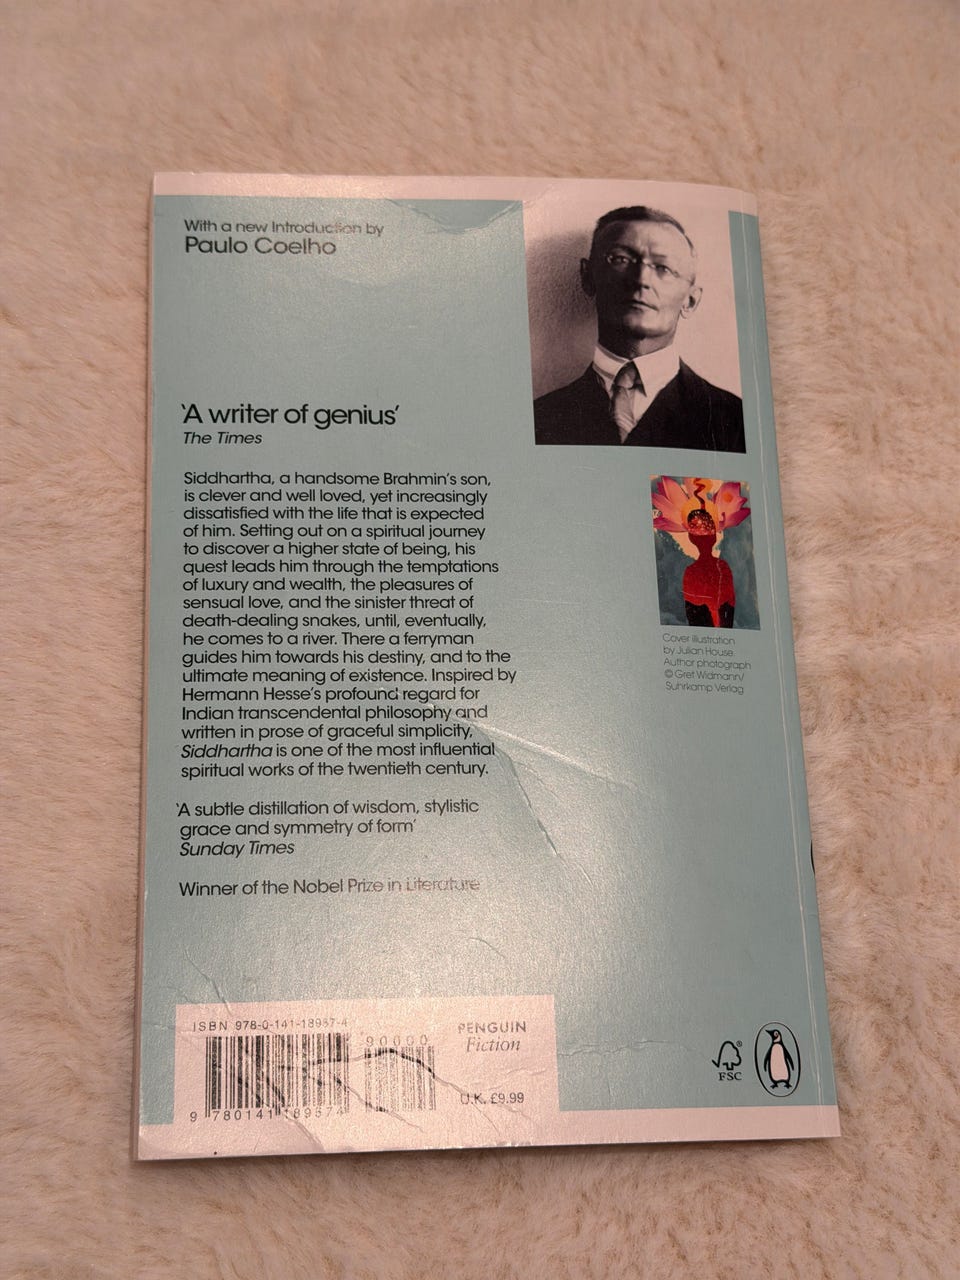 With a new Introduction by
Paulo Coelho
‘A writer of genius’
The Times
Siddhartha, a handsome Brahmin’s son,
is clever and well loved, yet increasingly
dissatisfied with the life that is expected
of him. Setting out on a spiritual journey
to discover a higher state of being, his
quest leads him through the temptations
of luxury and wealth, the pleasures of
sensual love, and the sinister threat of
death-dealing snakes, until, eventually,
he comes to a river. There a ferryman
guides him towards his destiny, and to the
ultimate meaning of existence. Inspired by
Hermann Hesse’s profound regard for
Indian transcendental philosophy and
written in prose of graceful simplicity,
Siddhartha is one of the most influential
spiritual works of the twentieth century.
‘A subtle distillation of wisdom, stylistic
grace and symmetry of form’
Sunday Times
Winner of the Nobel Prize in Literature
Cover illustration
by Julian House.
Author photograph
© Gret Widmann/
Suhrkamp Verlag
ISBN 978-0-141-18957-4
90000
9 780141 189574
PENGUIN
Fiction
U.K. £9.99
FSC